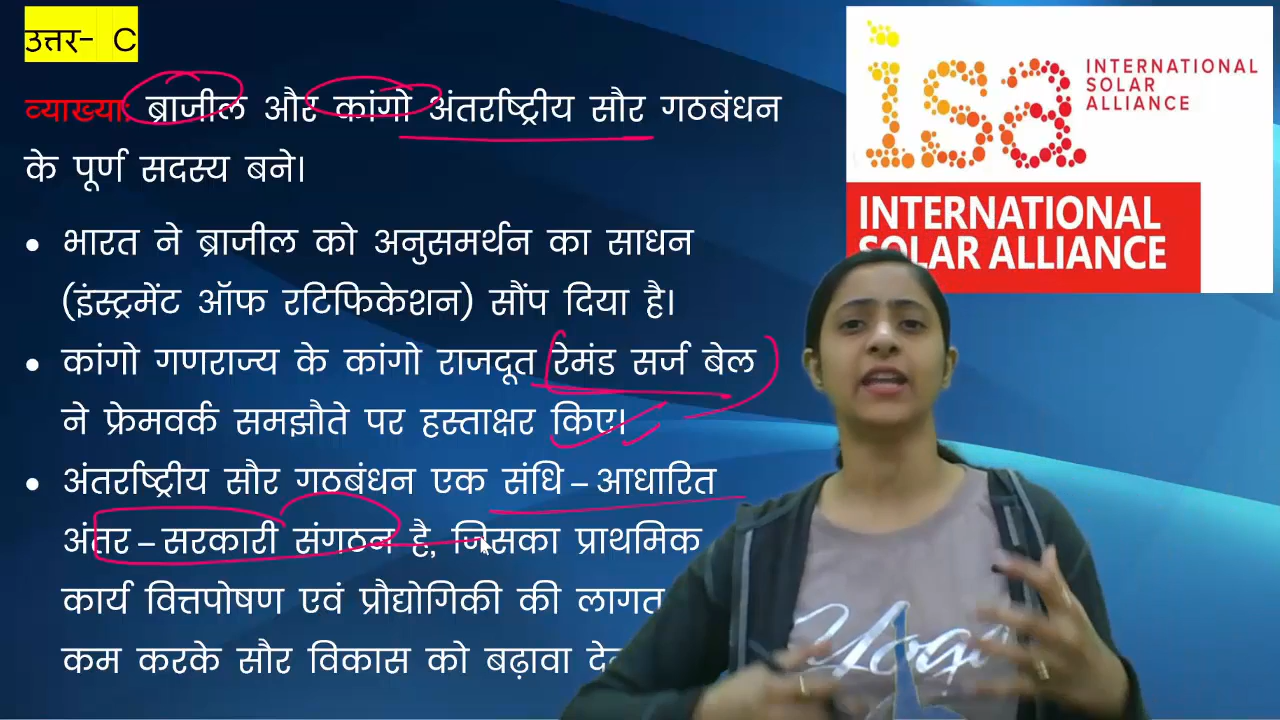 उत्तर- C
व्याख्या: ब्राजील और कांगो अंतर्राष्ट्रीय सौर गठबंधन
के पूर्ण सदस्य बने।
• भारत ने ब्राजील को अनुसमर्थन का साधन
(इंस्ट्रमेंट ऑफ रटिफिकेशन) सौंप दिया है।
• कांगो गणराज्य के कांगो राजदूत रेमंड सर्ज बेल
ने फ्रेमवर्क समझौते पर हस्ताक्षर किए।
• अंतर्राष्ट्रीय सौर गठबंधन एक संधि – आधारित
अंतर – सरकारी संगठन है, जिसका प्राथमिक
कार्य वित्तपोषण एवं प्रौद्योगिकी की लागत
कम करके सौर विकास को बढ़ावा
isa
INTERNATIONAL
SOLAR
ALLIANCE
INTERNATIONAL
SOLAR ALLIANCE